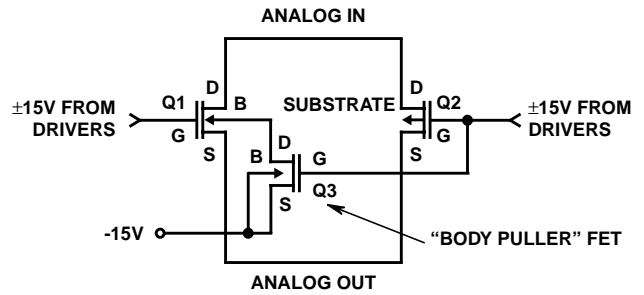 ANALOG IN
±15V FROM
DRIVERS
Q1
D
B
G
S
SUBSTRATE
D
Q2
G
S
±15V FROM
DRIVERS
D
B
G
Q3
S
-15V
“BODY PULLER” FET
ANALOG OUT